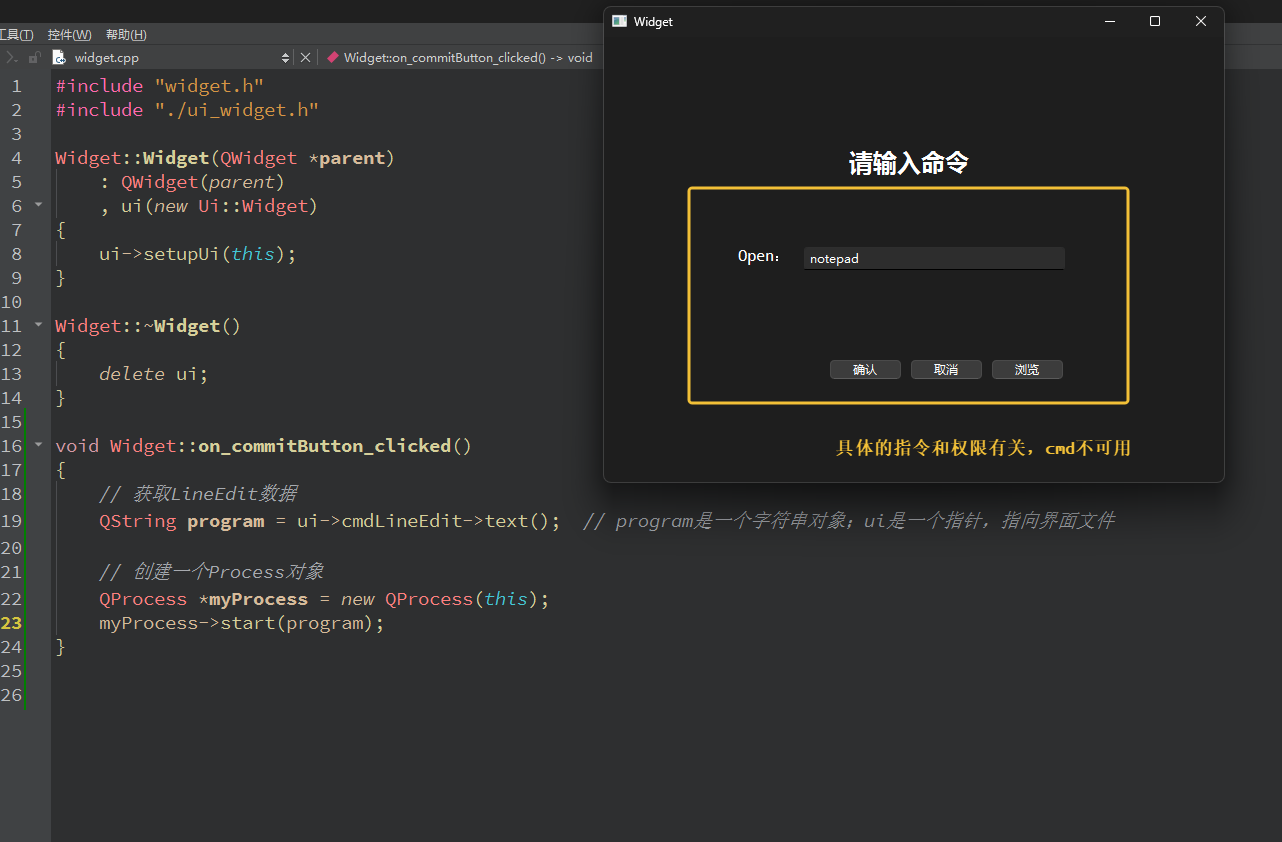 工具(T) 控件(W) 帮助(H)
widget.cpp
Widget::on_commitButton_clicked() -> void
1 #include "widget.h"
2 #include "./ui_widget.h"
3
4 Widget::Widget(QWidget *parent)
5     : QWidget(parent)
6     , ui(new Ui::Widget)
7 {
8     ui->setupUi(this);
9 }
10
11 Widget::~Widget()
12 {
13     delete ui;
14 }
15
16 void Widget::on_commitButton_clicked()
17 {
18     // 获取LineEdit数据
19     QString program = ui->cmdLineEdit->text();  // program是一个字符串对象；ui是一个指针，指向界面文件
20
21     // 创建一个Process对象
22     QProcess *myProcess = new QProcess(this);
23     myProcess->start(program);
24 }
25
26
Widget
请输入命令
Open：
notepad
确认 取消 浏览
具体的指令和权限有关，cmd不可用